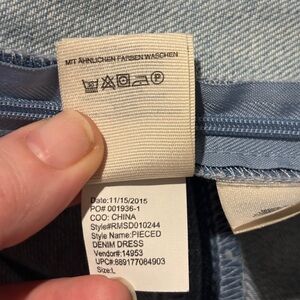 MIT ÄHNLICHEN FARBEN WASCHEN
P
Date:11/15/2015
PO# 001936-1
COO: CHINA
Style#RMSD010244
Style Name:PIECED
DENIM DRESS
Vendor#:14953
UPC#:889177084903
Size:L